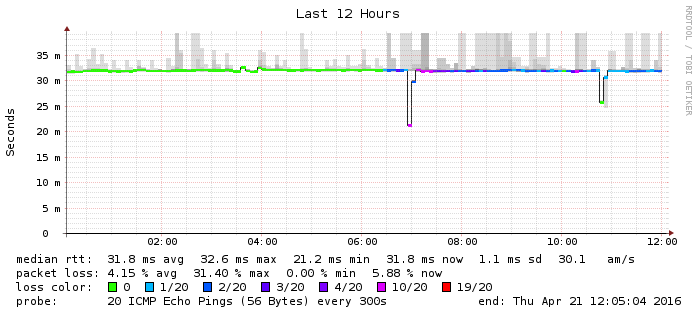 Last 12 Hours
RRDTOOL / TOBI OETIKER
Seconds
35 m
30 m
25 m
20 m
15 m
10 m
5 m
0
02:00 04:00 06:00 08:00 10:00 12:00
median rtt: 31.8 ms avg 32.6 ms max 21.2 ms min 31.8 ms now 1.1 ms sd 30.1 am/s
packet loss: 4.15 % avg 31.40 % max 0.00 % min 5.88 % now
loss color: 0 1/20 2/20 3/20 4/20 10/20 19/20
probe: 20 ICMP Echo Pings (56 Bytes) every 300s end: Thu Apr 21 12:05:04 2016